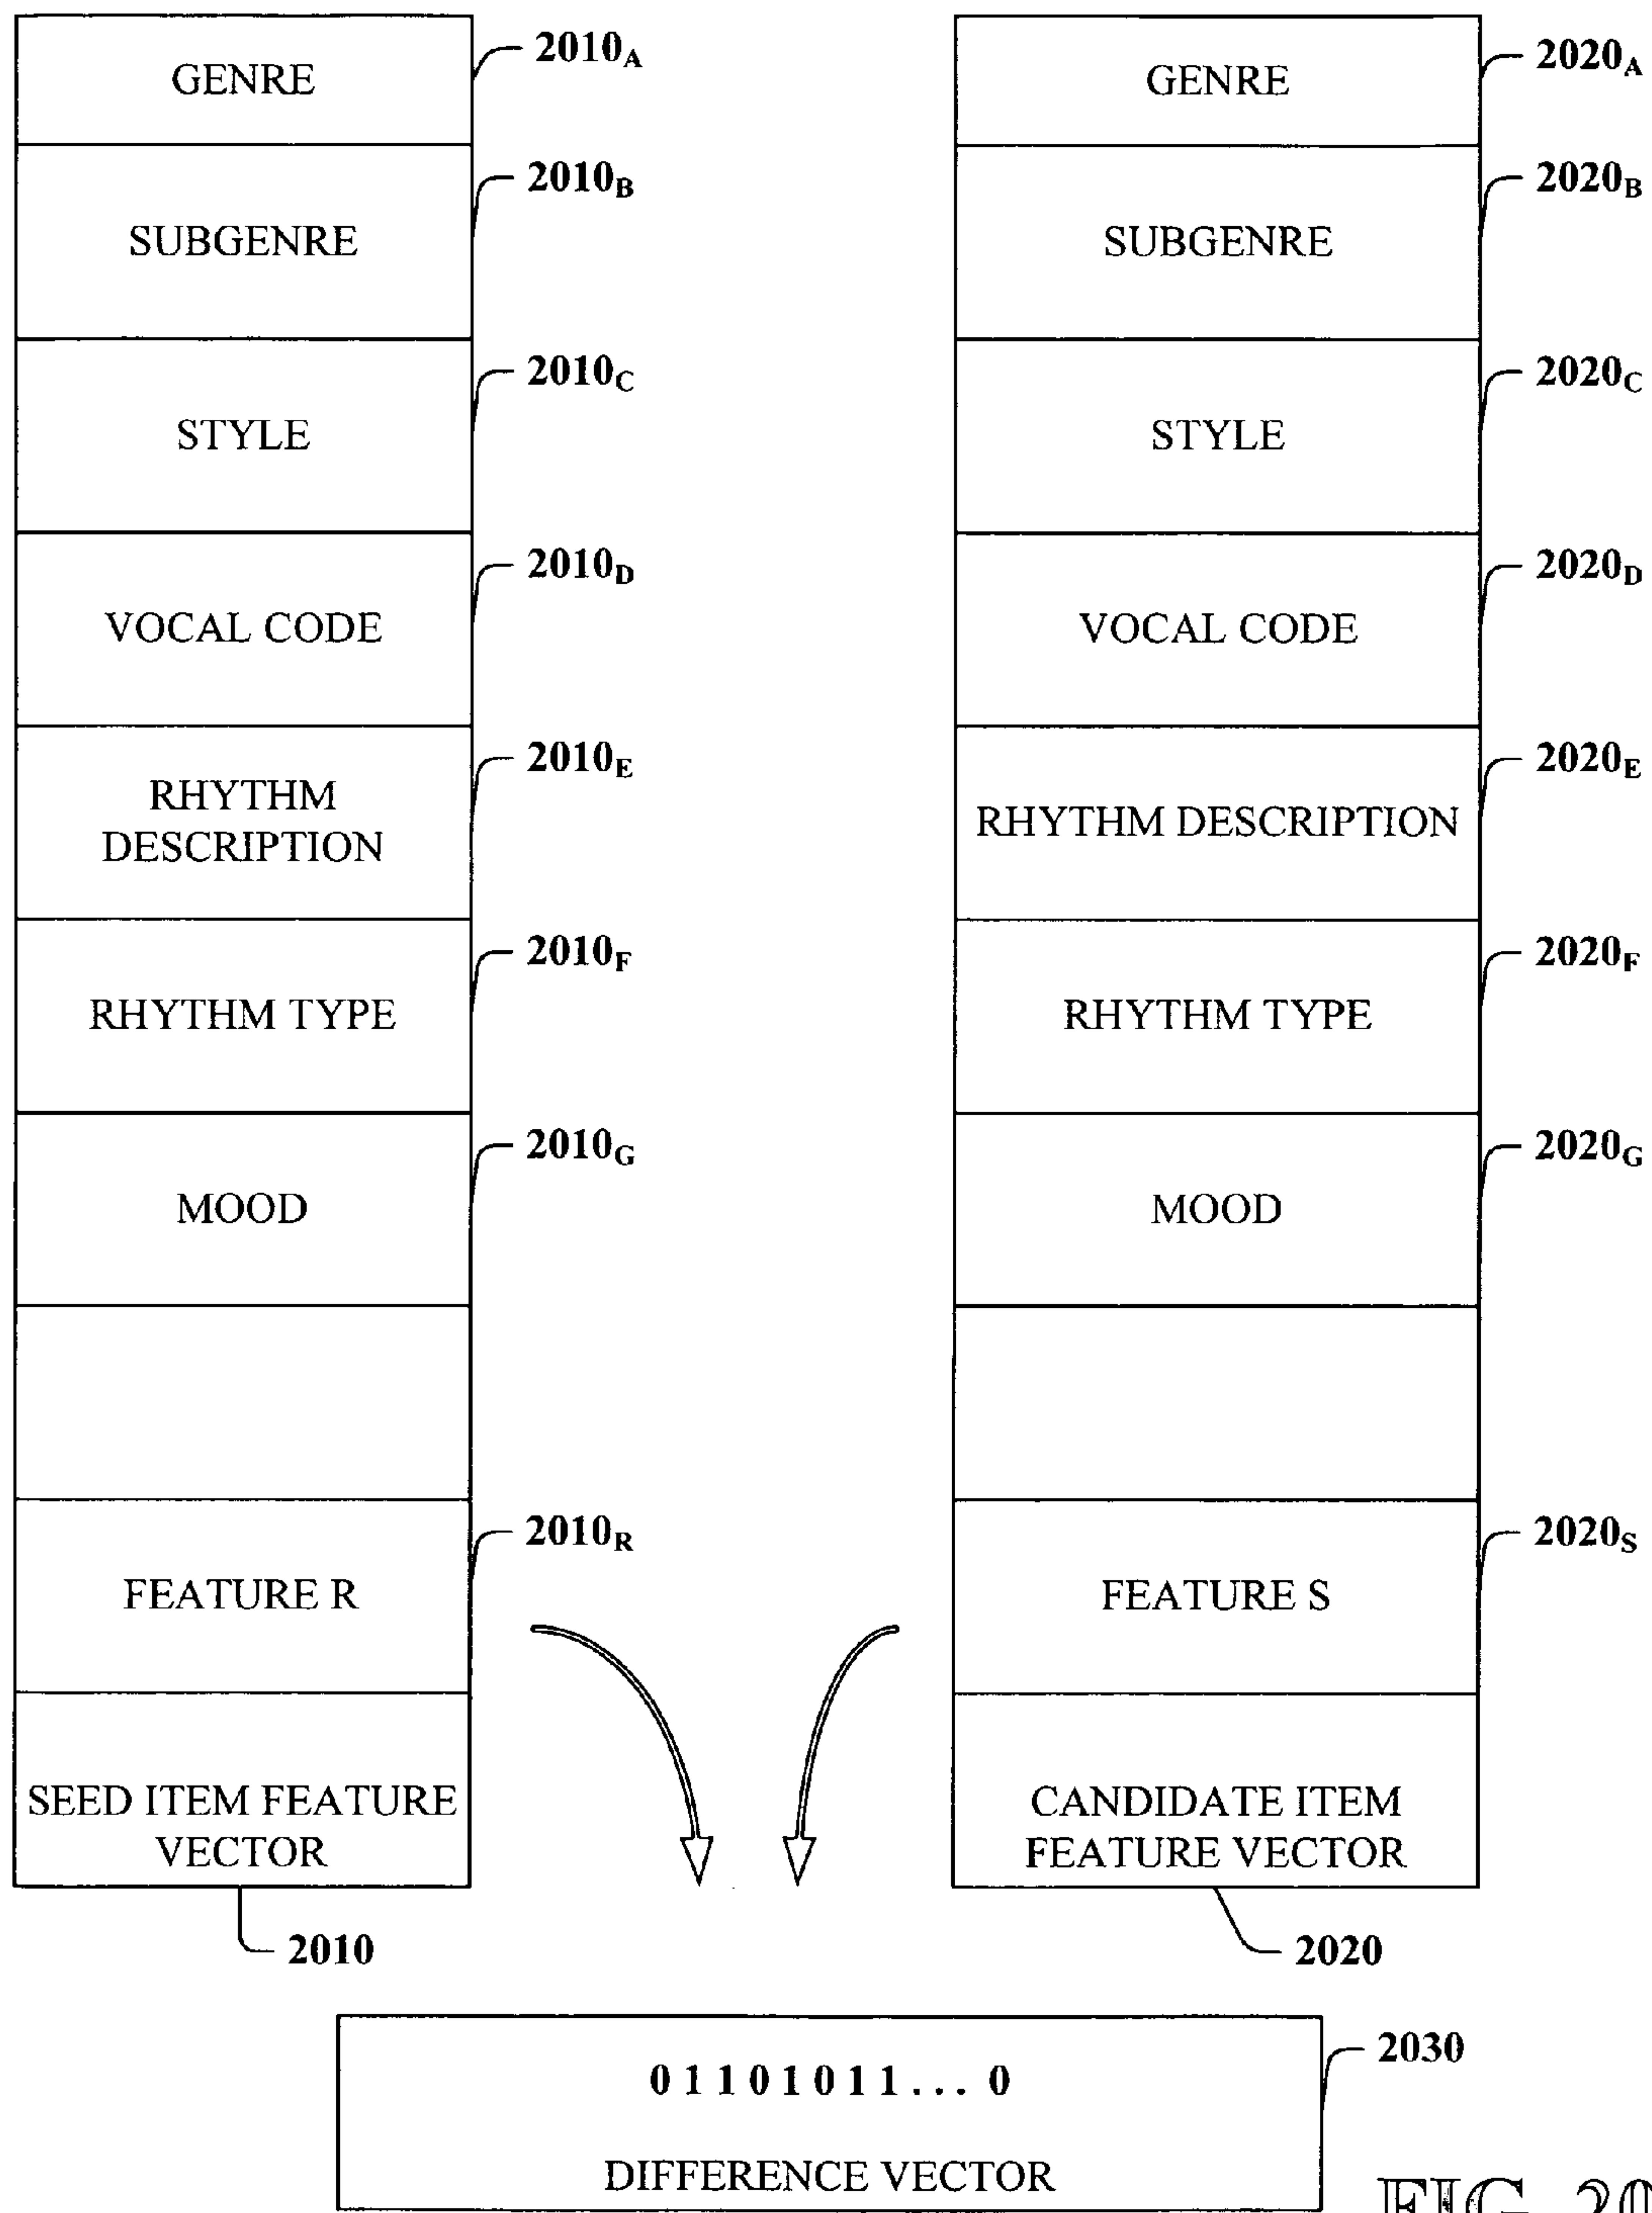 GENRE
2010A
SUBGENRE
2010B
STYLE
2010C
VOCAL CODE
2010D
RHYTHM
DESCRIPTION
2010E
RHYTHM TYPE
2010F
MOOD
2010G
FEATURE R
2010R
SEED ITEM FEATURE
VECTOR
2010
GENRE
2020A
SUBGENRE
2020B
STYLE
2020C
VOCAL CODE
2020D
RHYTHM DESCRIPTION
2020E
RHYTHM TYPE
2020F
MOOD
2020G
FEATURE S
2020S
CANDIDATE ITEM
FEATURE VECTOR
2020
0 1 1 0 1 0 1 1 . . . 0
DIFFERENCE VECTOR
2030
FIG. 20